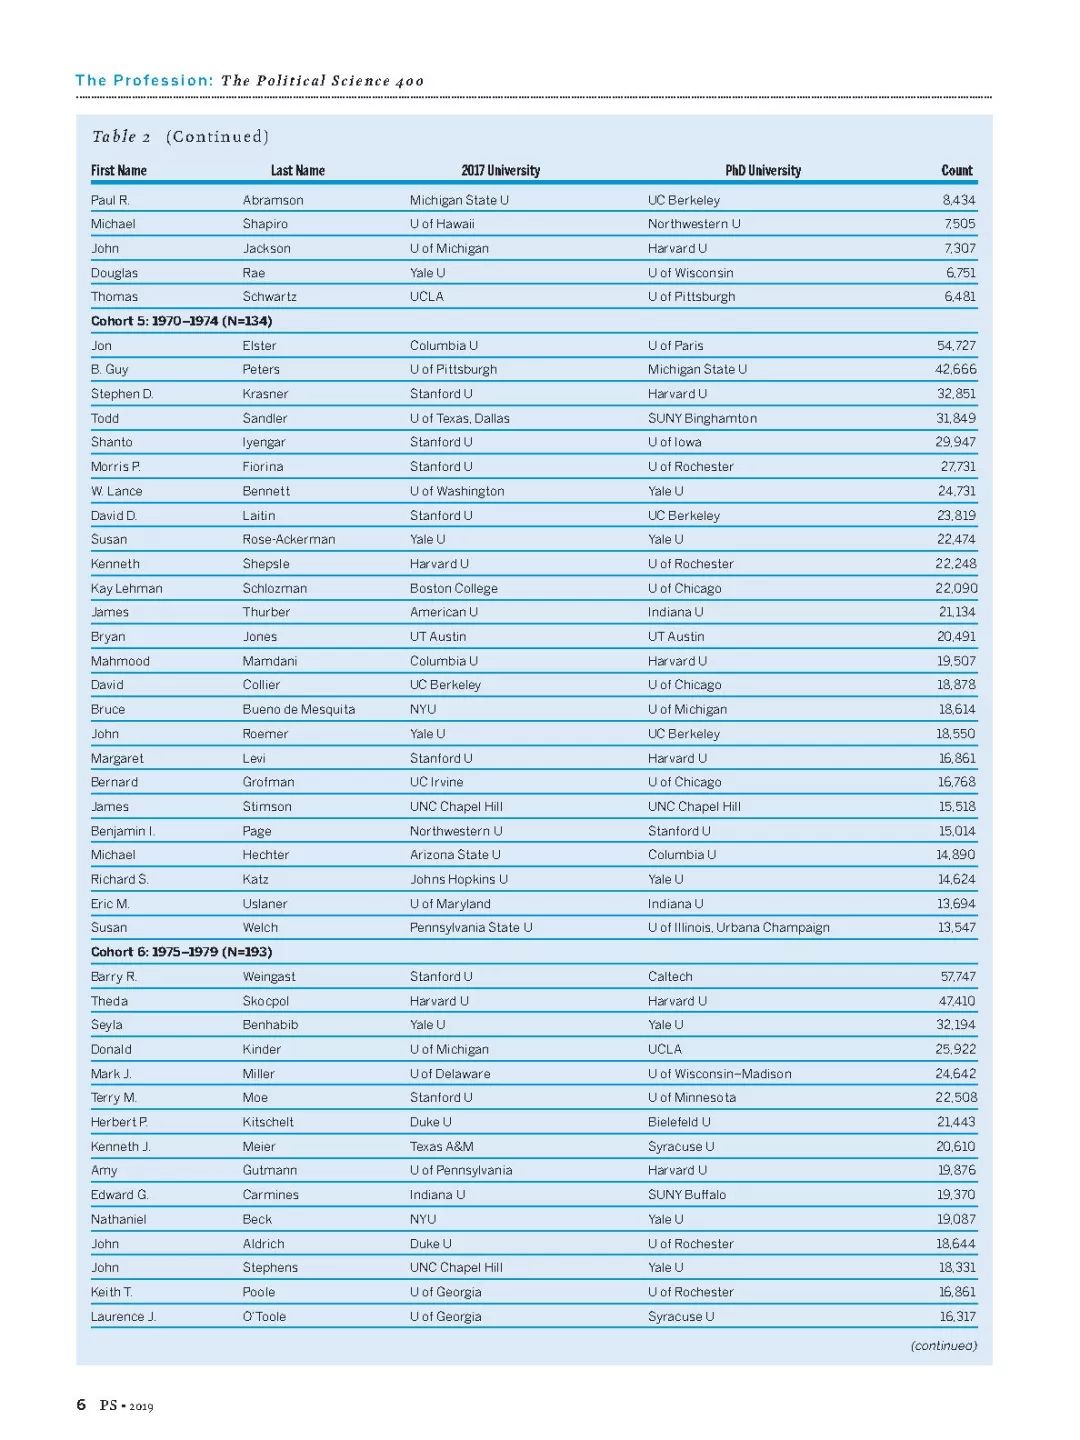 The Profession: The Political Science 400
Table 2 (Continued)
First Name Last Name 2017 University PhD University Count
Paul R. Abramson Michigan State U UC Berkeley 8,434
Michael Shapiro U of Hawaii Northwestern U 7,505
John Jackson U of Michigan Harvard U 7,307
Douglas Rae Yale U U of Wisconsin 6,751
Thomas Schwartz UCLA U of Pittsburgh 6,481
Cohort 5: 1970–1974 (N=134)
Jon Elster Columbia U U of Paris 54,727
B. Guy Peters U of Pittsburgh Michigan State U 42,666
Stephen D. Krasner Stanford U Harvard U 32,851
Todd Sandler U of Texas, Dallas SUNY Binghamton 31,849
Shanto Iyengar Stanford U U of Iowa 29,947
Morris P. Fiorina Stanford U U of Rochester 27,731
W. Lance Bennett U of Washington Yale U 24,731
David D. Laitin Stanford U UC Berkeley 23,819
Susan Rose-Ackerman Yale U Yale U 22,474
Kenneth Shepsle Harvard U U of Rochester 22,248
Kay Lehman Schlozman Boston College U of Chicago 22,090
James Thurber American U Indiana U 21,134
Bryan Jones UT Austin UT Austin 20,491
Mahmood Mamdani Columbia U Harvard U 19,507
David Collier UC Berkeley U of Chicago 18,878
Bruce Bueno de Mesquita NYU U of Michigan 18,614
John Roemer Yale U UC Berkeley 18,550
Margaret Levi Stanford U Harvard U 16,861
Bernard Grofman UC Irvine U of Chicago 16,768
James Stimson UNC Chapel Hill UNC Chapel Hill 15,518
Benjamin I. Page Northwestern U Stanford U 15,014
Michael Hechter Arizona State U Columbia U 14,890
Richard S. Katz Johns Hopkins U Yale U 14,624
Eric M. Uslaner U of Maryland Indiana U 13,694
Susan Welch Pennsylvania State U U of Illinois, Urbana Champaign 13,547
Cohort 6: 1975–1979 (N=193)
Barry R. Weingast Stanford U Caltech 57,747
Theda Skocpol Harvard U Harvard U 47,410
Seyla Benhabib Yale U Yale U 32,194
Donald Kinder U of Michigan UCLA 25,922
Mark J. Miller U of Delaware U of Wisconsin–Madison 24,642
Terry M. Moe Stanford U U of Minnesota 22,508
Herbert P. Kitschelt Duke U Bielefeld U 21,443
Kenneth J. Meier Texas A&M Syracuse U 20,610
Amy Gutmann U of Pennsylvania Harvard U 19,876
Edward G. Carmines Indiana U SUNY Buffalo 19,370
Nathaniel Beck NYU Yale U 19,087
John Aldrich Duke U U of Rochester 18,644
John Stephens UNC Chapel Hill Yale U 18,331
Keith T. Poole U of Georgia U of Rochester 16,861
Laurence J. O'Toole U of Georgia Syracuse U 16,317
(continued)
6 PS • 2019